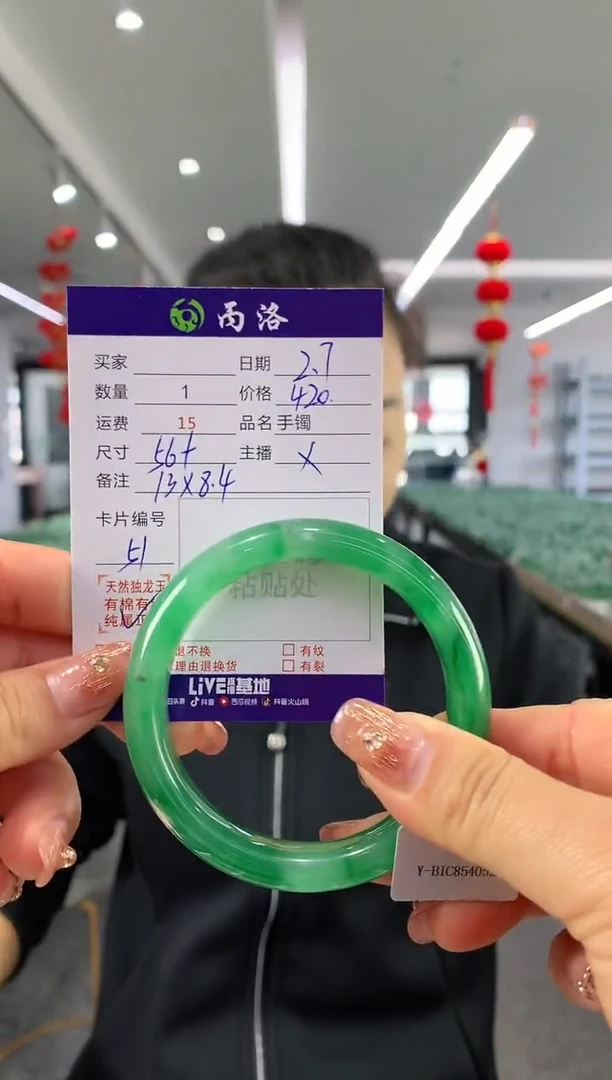 丙洛
买家 日期 2.7
数量 1 价格 420.
运费 15 品名 手镯
尺寸 56+ 主播 X
备注 13X8.4
卡片编号
51
天然独龙玉
有棉有
纯属正
粘贴处
退不换 有纹
理由退换货 有裂
LiVE 基地
抖音 西瓜视频 抖音火山版
Y-BIC854052